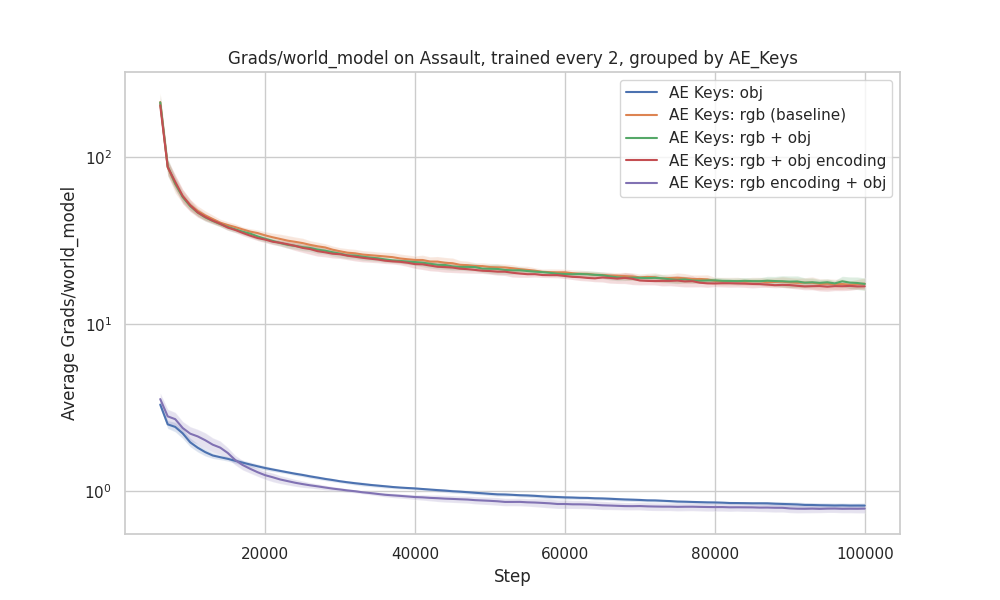 Grads/world_model on Assault, trained every 2, grouped by AE_Keys
AE Keys: obj
AE Keys: rgb (baseline)
AE Keys: rgb + obj
AE Keys: rgb + obj encoding
AE Keys: rgb encoding + obj
Average Grads/world_model
10²
10¹
10⁰
20000 40000 60000 80000 100000
Step